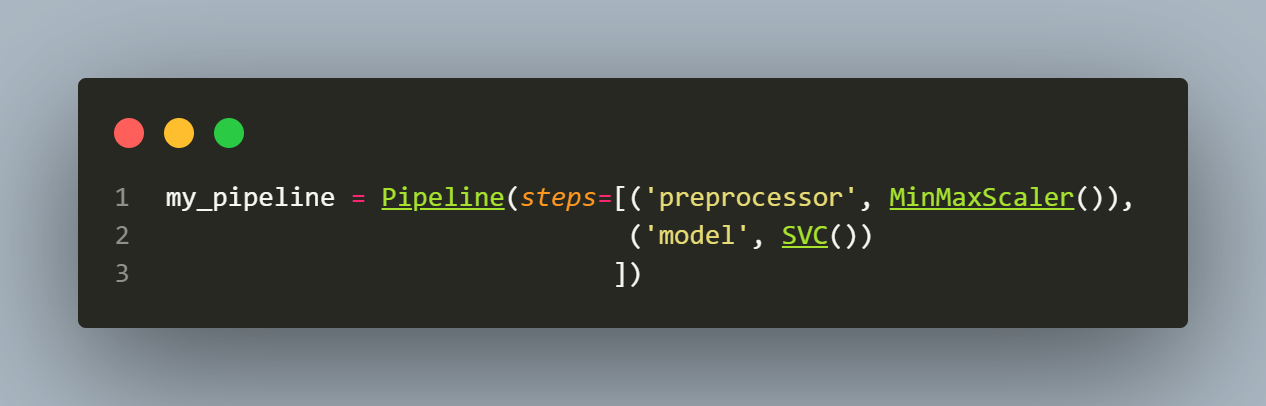 1 my_pipeline = Pipeline(steps=[('preprocessor', MinMaxScaler()),
2                               ('model', SVC())
3                              ])